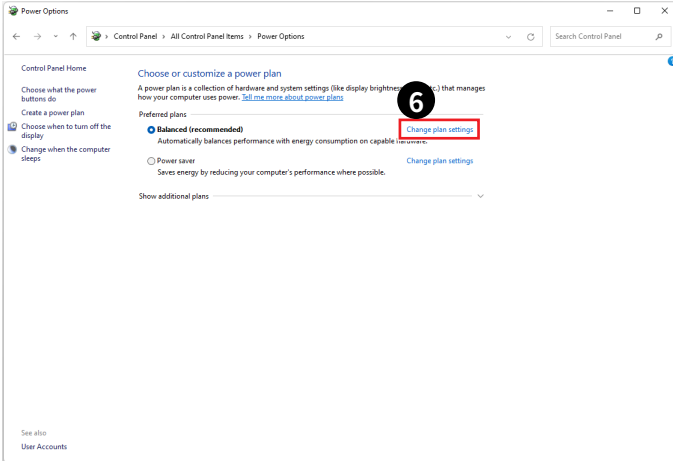 Power Options
Control Panel > All Control Panel Items > Power Options
Search Control Panel
Control Panel Home
Choose what the power
buttons do
Create a power plan
Choose when to turn off the
display
Change when the computer
sleeps
Choose or customize a power plan
A power plan is a collection of hardware and system settings (like display brightness, etc.) that manages
how your computer uses power. Tell me more about power plans
6
Preferred plans
Balanced (recommended)
Change plan settings
Automatically balances performance with energy consumption on capable hardware.
Power saver
Change plan settings
Saves energy by reducing your computer's performance where possible.
Show additional plans
See also
User Accounts